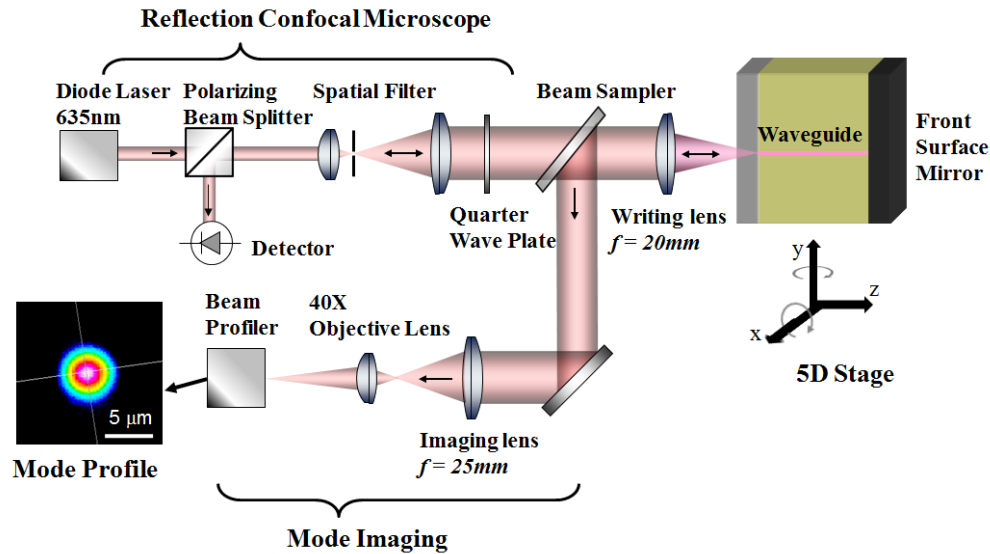 Reflection Confocal Microscope
Diode Laser
635nm
Polarizing
Beam Splitter
Spatial Filter
Beam Sampler
Waveguide
Front
Surface
Mirror
Quarter
Wave Plate
Writing lens
f = 20mm
Detector
Beam
Profiler
40X
Objective Lens
y
z
x
5D Stage
5 µm
Mode Profile
Imaging lens
f = 25mm
Mode Imaging